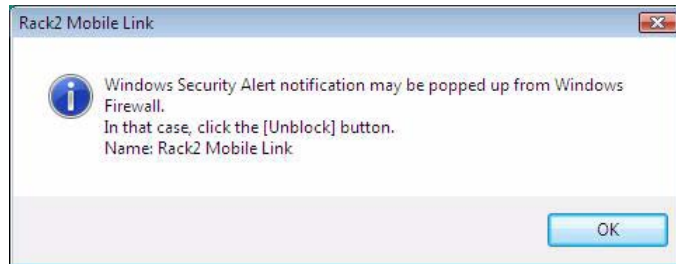 Rack2 Mobile Link
Windows Security Alert notification may be popped up from Windows
Firewall.
In that case, click the [Unblock] button.
Name: Rack2 Mobile Link
OK